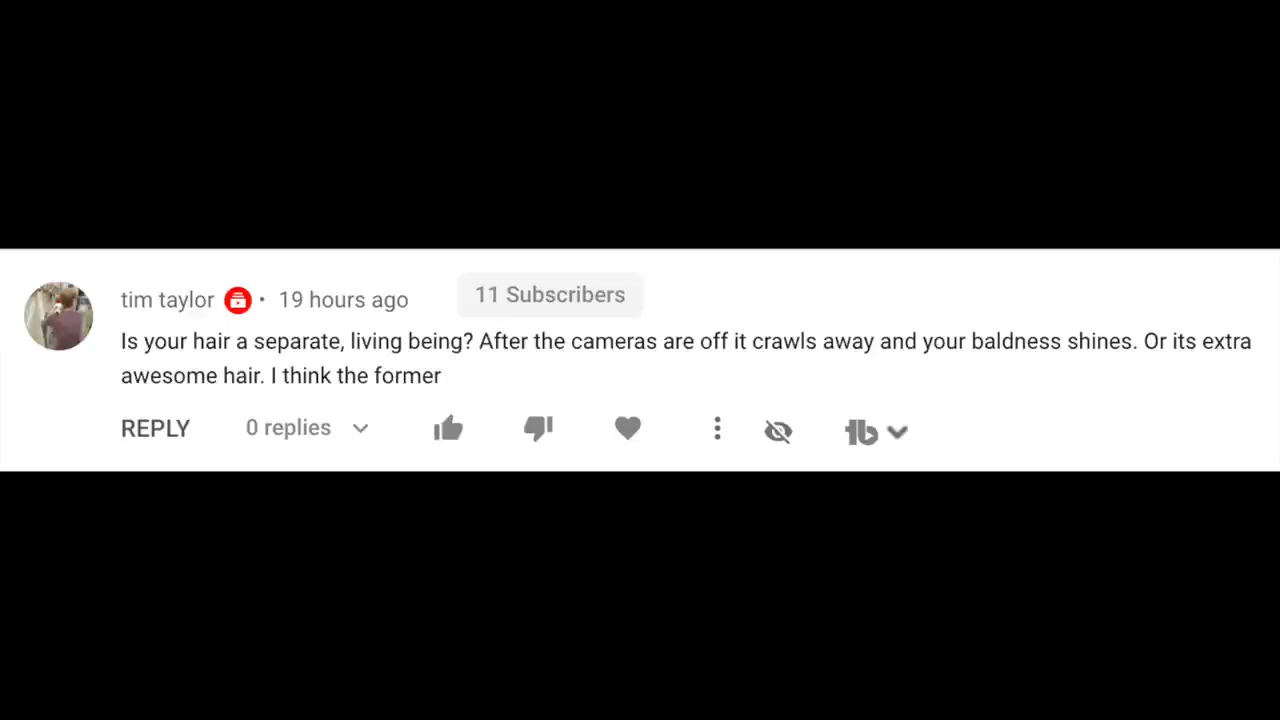 tim taylor • 19 hours ago 11 Subscribers
Is your hair a separate, living being? After the cameras are off it crawls away and your baldness shines. Or its extra
awesome hair. I think the former
REPLY 0 replies tb